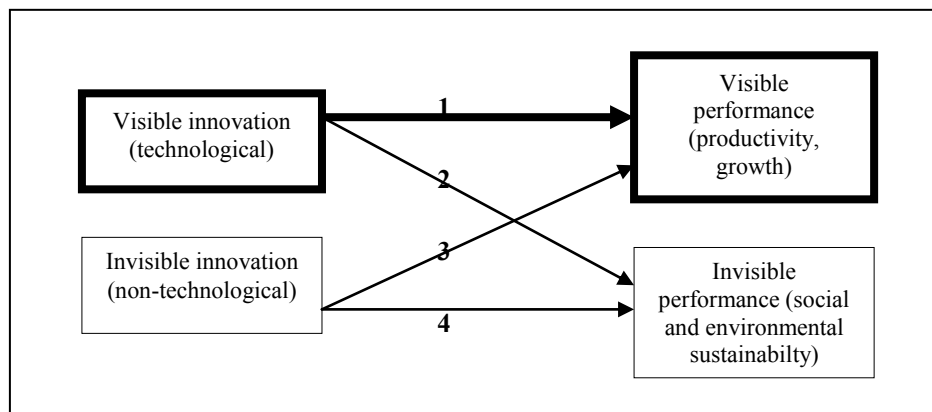 Visible innovation
(technological)
1
Visible
performance
(productivity,
growth)
2
3
Invisible innovation
(non-technological)
4
Invisible
performance (social
and environmental
sustainabilty)